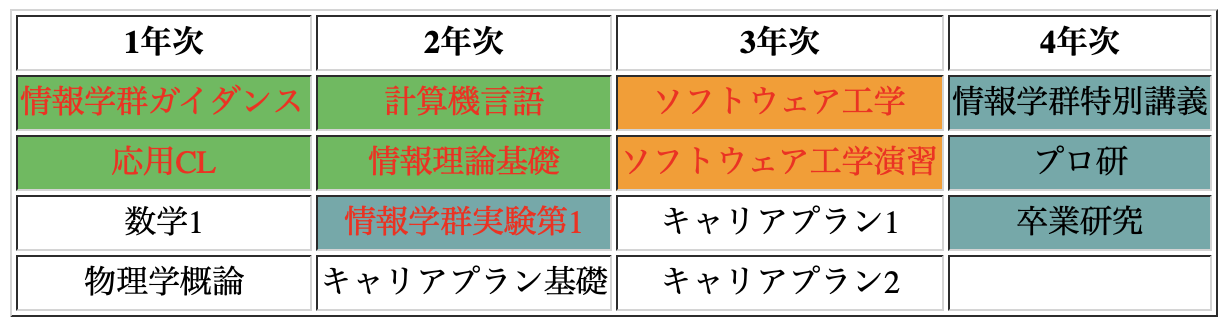 1年次 2年次 3年次 4年次
情報学群ガイダンス 計算機言語 ソフトウェア工学 情報学群特別講義
応用CL 情報理論基礎 ソフトウェア工学演習 プロ研
数学1 情報学群実験第1 キャリアプラン1 卒業研究
物理学概論 キャリアプラン基礎 キャリアプラン2